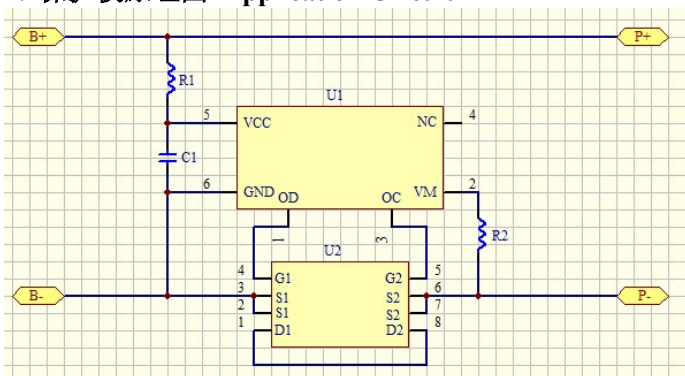 B+
P+
R1
U1
5
VCC
NC
4
C1
6
GND
OD
OC
VM
2
1
3
R2
U2
4
G1
G2
5
3
S1
S2
6
2
S1
S2
7
1
D1
D2
8
B-
P-